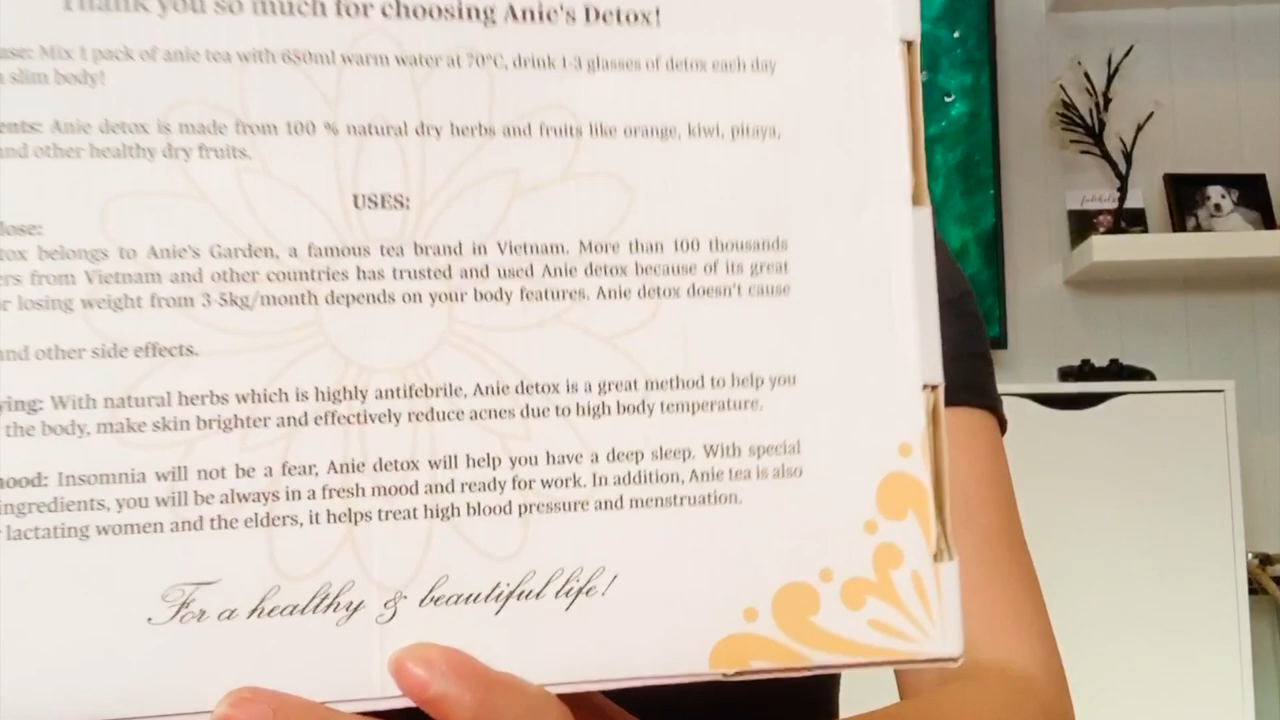 Thank you so much for choosing Anie's Detox!
ase: Mix 1 pack of anie tea with 650ml warm water at 70°C, drink 1-3 glasses of detox each day
slim body!
ents: Anie detox is made from 100 % natural dry herbs and fruits like orange, kiwi, pitaya,
and other healthy dry fruits.
USES:
lose:
tox belongs to Anie's Garden, a famous tea brand in Vietnam. More than 100 thousands
ers from Vietnam and other countries has trusted and used Anie detox because of its great
r losing weight from 3-5kg/month depends on your body features. Anie detox doesn't cause
and other side effects.
ying: With natural herbs which is highly antifebrile, Anie detox is a great method to help you
the body, make skin brighter and effectively reduce acnes due to high body temperature.
mood: Insomnia will not be a fear, Anie detox will help you have a deep sleep. With special
ingredients, you will be always in a fresh mood and ready for work. In addition, Anie tea is also
lactating women and the elders, it helps treat high blood pressure and menstruation.
For a healthy & beautiful life!